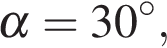 α = 30°,